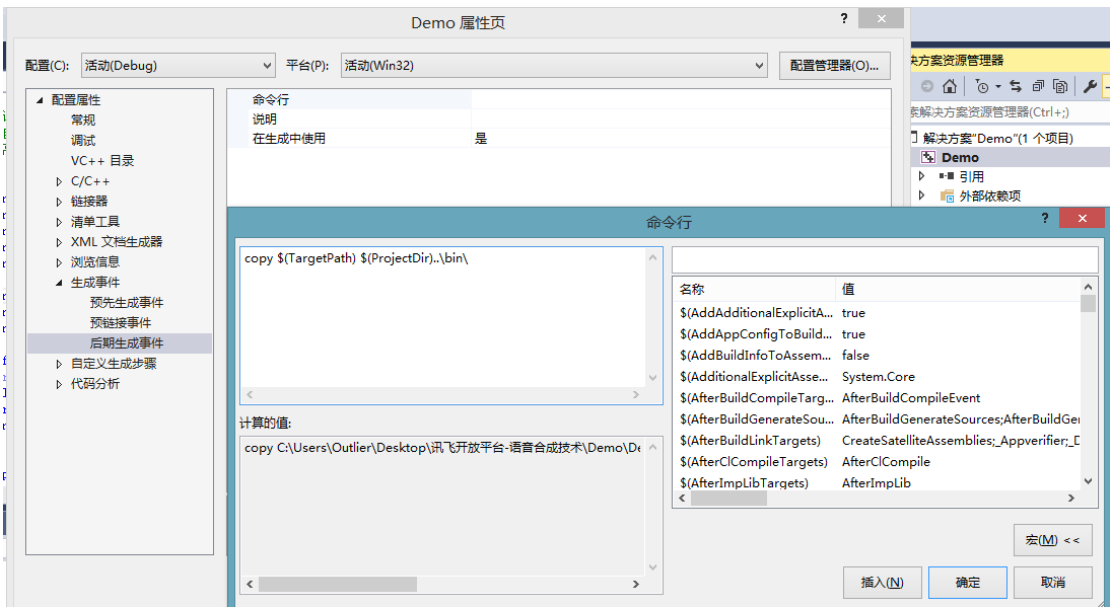 Demo 属性页
? ×
配置(C): 活动(Debug) 平台(P): 活动(Win32) 配置管理器(O)...
配置属性
常规
调试
VC++ 目录
C/C++
链接器
清单工具
XML 文档生成器
浏览信息
生成事件
预先生成事件
预链接事件
后期生成事件
自定义生成步骤
代码分析
命令行
说明
在生成中使用 是
解决方案"Demo"(1 个项目)
Demo
引用
外部依赖项
命令行
? ×
copy $(TargetPath) $(ProjectDir)..\bin\
计算的值:
copy C:\Users\Outlier\Desktop\讯飞开放平台-语音合成技术\Demo\De
名称 值
$(AddAdditionalExplicitA... true
$(AddAppConfigToBuild... true
$(AddBuildInfoToAssem... false
$(AdditionalExplicitAsse... System.Core
$(AfterBuildCompileTarg... AfterBuildCompileEvent
$(AfterBuildGenerateSou... AfterBuildGenerateSources;AfterBuildGe
$(AfterBuildLinkTargets) CreateSatelliteAssemblies;_Appverifier;_
$(AfterClCompileTargets) AfterClCompile
$(AfterImpLibTargets) AfterImpLib
宏(M) <<
插入(N) 确定 取消
方案资源管理器
解决方案资源管理器(Ctrl+;)